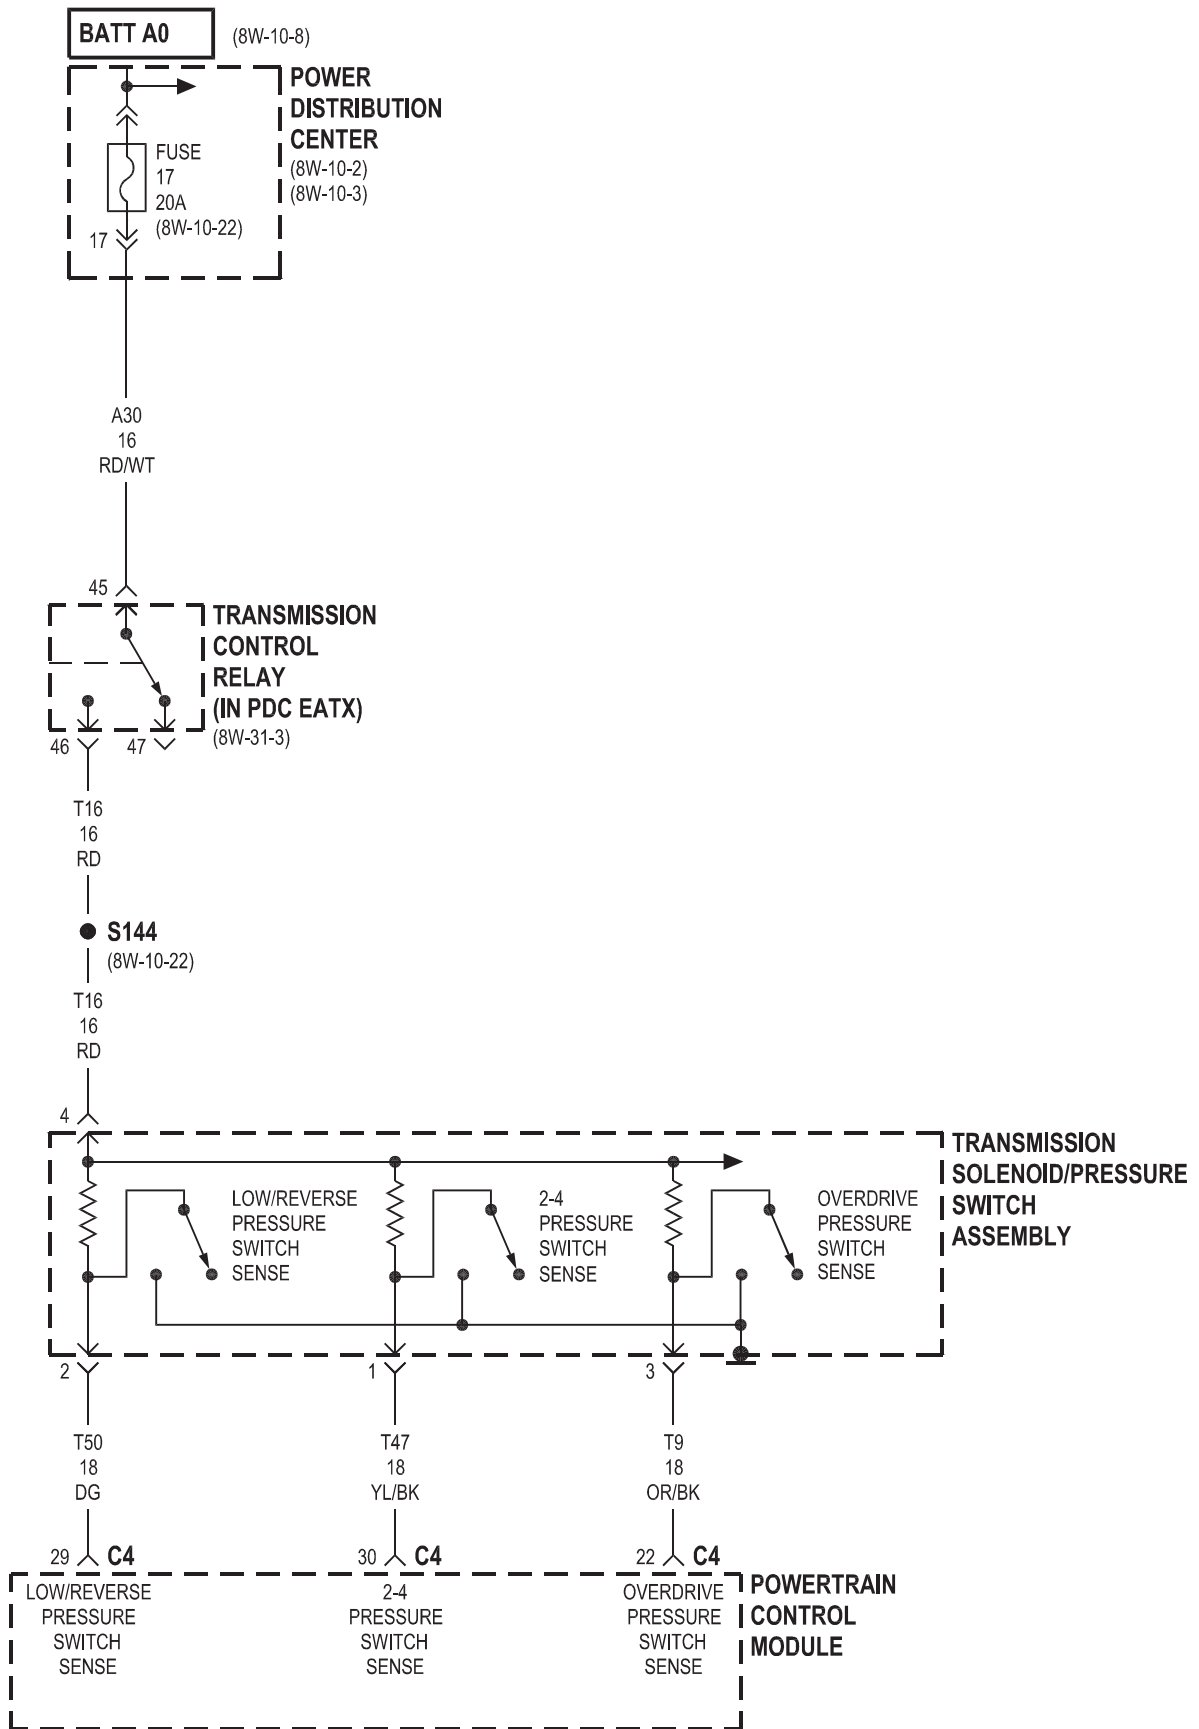 BATT A0
(8W-10-8)
POWER
DISTRIBUTION
CENTER
(8W-10-2)
(8W-10-3)
FUSE
17
20A
(8W-10-22)
17
A30
16
RD/WT
45
TRANSMISSION
CONTROL
RELAY
(IN PDC EATX)
(8W-31-3)
46
47
T16
16
RD
S144
(8W-10-22)
T16
16
RD
4
TRANSMISSION
SOLENOID/PRESSURE
SWITCH
ASSEMBLY
LOW/REVERSE
PRESSURE
SWITCH
SENSE
2-4
PRESSURE
SWITCH
SENSE
OVERDRIVE
PRESSURE
SWITCH
SENSE
2
1
3
T50
18
DG
T47
18
YL/BK
T9
18
OR/BK
29 C4
30 C4
22 C4
LOW/REVERSE
PRESSURE
SWITCH
SENSE
2-4
PRESSURE
SWITCH
SENSE
OVERDRIVE
PRESSURE
SWITCH
SENSE
POWERTRAIN
CONTROL
MODULE